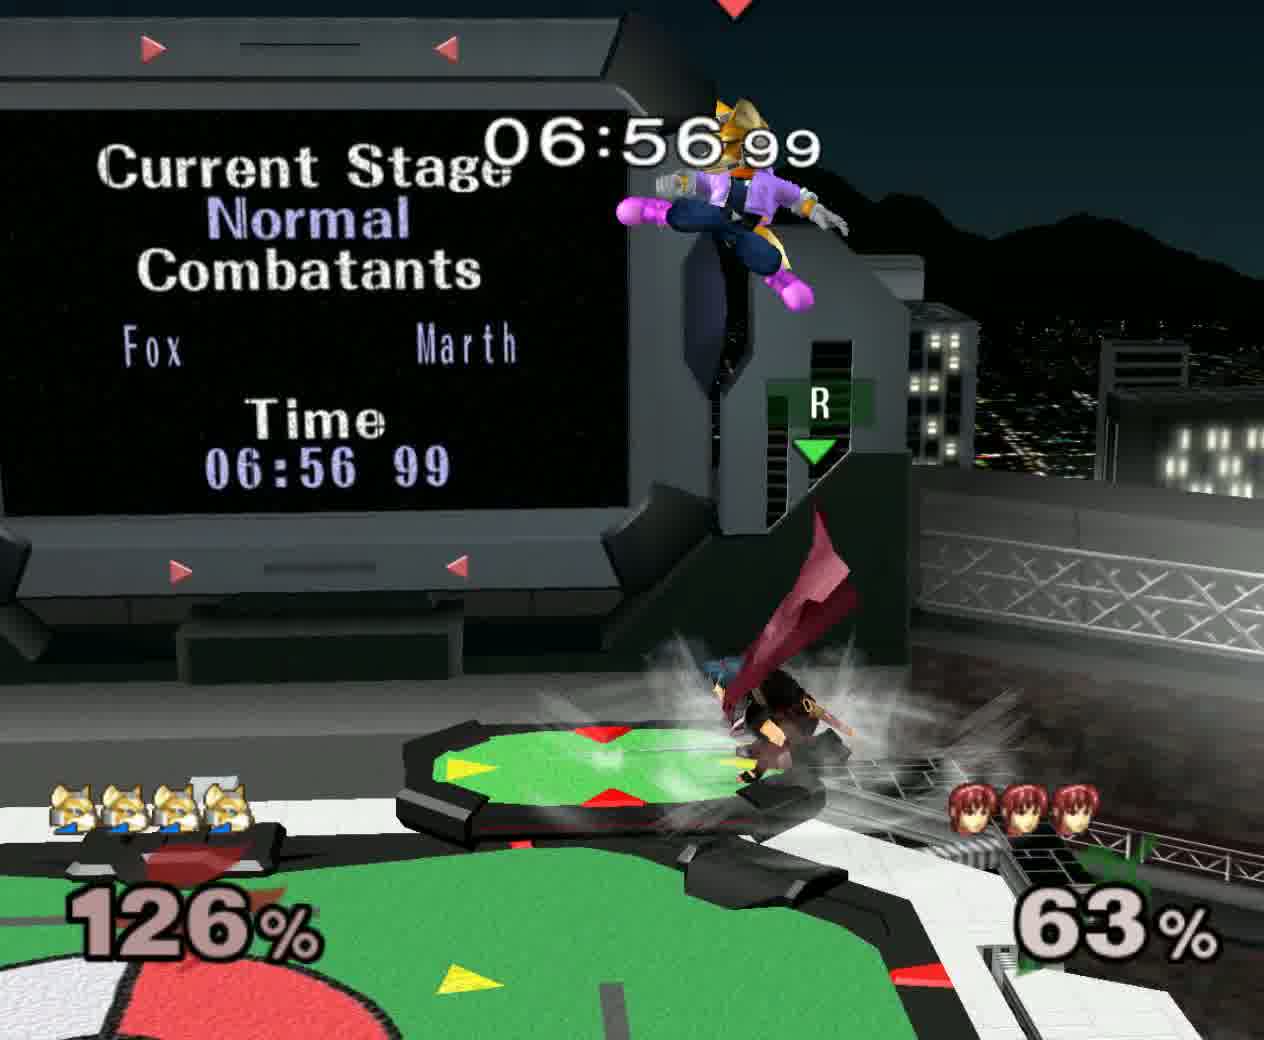 06:56 99
Current Stage
Normal
Combatants
Fox Marth
Time
06:56 99
R
126%
63%